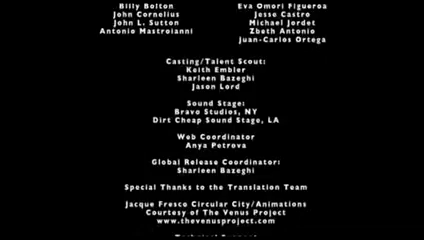 Billy Bolton
John Cornelius
John L. Sutton
Antonio Mastroianni
Eva Omori Figueroa
Jesse Castro
Michael Jordet
Zbeth Antonio
Juan-Carlos Ortega
Casting/Talent Scout:
Keith Embler
Sharleen Bazeghi
Jason Lord
Sound Stage:
Bravo Studios, NY
Dirt Cheap Sound Stage, LA
Web Coordinator
Anya Petrova
Global Release Coordinator:
Sharleen Bazeghi
Special Thanks to the Translation Team
Jacque Fresco Circular City/Animations
Courtesy of The Venus Project
www.thevenusproject.com